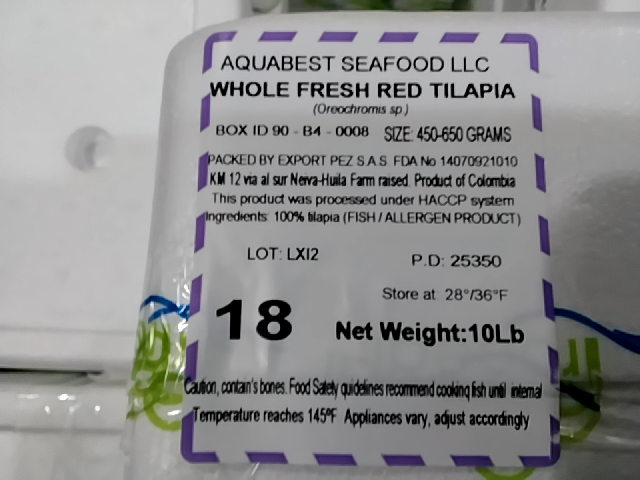 AQUABEST SEAFOOD LLC
WHOLE FRESH RED TILAPIA
(Oreochromis sp.)
BOX ID 90 - B4 - 0008 SIZE: 450-650 GRAMS
PACKED BY EXPORT PEZ S.A.S. FDA No 14070921010
KM 12 via al sur Neiva-Huila Farm raised. Product of Colombia
This product was processed under HACCP system
Ingredients: 100% tilapia (FISH / ALLERGEN PRODUCT)
LOT: LXI2 P.D: 25350
Store at: 28°/36°F
18 Net Weight:10Lb
Caution, contain's bones. Food Safety guidelines recommend cooking fish until internal
Temperature reaches 145ºF Appliances vary, adjust accordingly